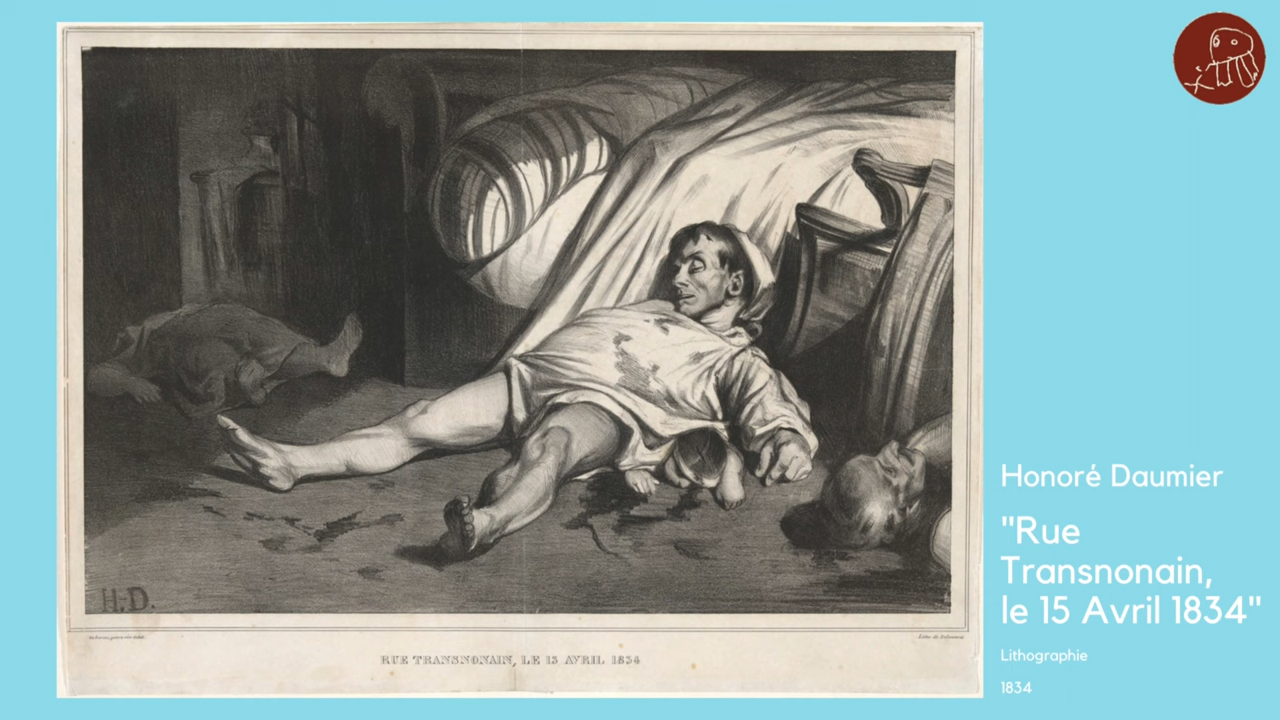 H.D.
RUE TRANSNONAIN, LE 15 AVRIL 1834
Honoré Daumier
"Rue
Transnonain,
le 15 Avril 1834"
Lithographie
1834